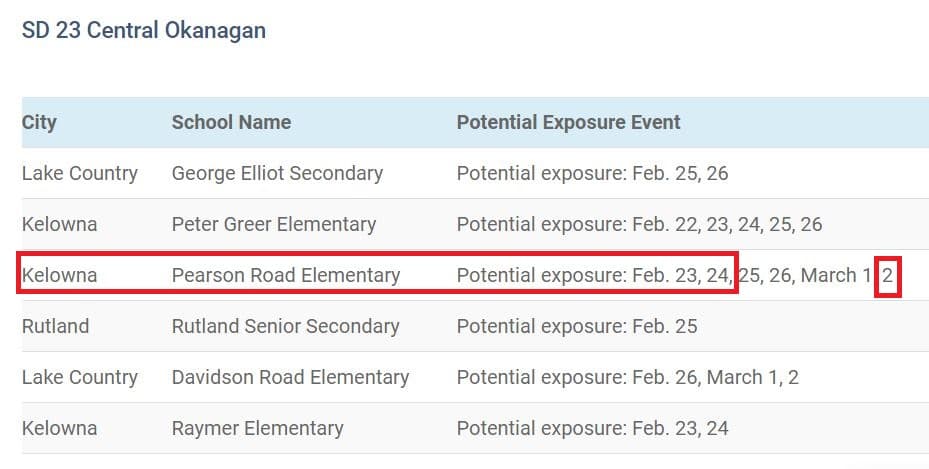 SD 23 Central Okanagan
City School Name Potential Exposure Event
Lake Country George Elliot Secondary Potential exposure: Feb. 25, 26
Kelowna Peter Greer Elementary Potential exposure: Feb. 22, 23, 24, 25, 26
Kelowna Pearson Road Elementary Potential exposure: Feb. 23, 24, 25, 26, March 1, 2
Rutland Rutland Senior Secondary Potential exposure: Feb. 25
Lake Country Davidson Road Elementary Potential exposure: Feb. 26, March 1, 2
Kelowna Raymer Elementary Potential exposure: Feb. 23, 24